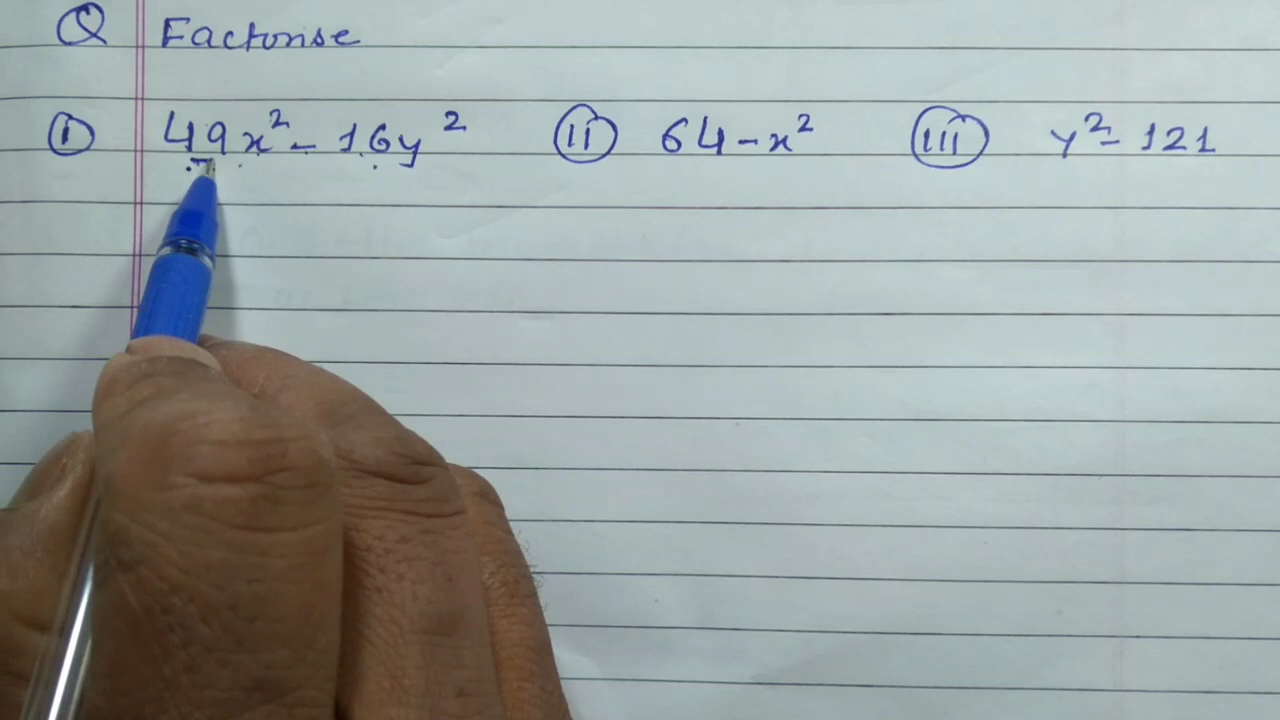 Q Factorise
(i) 49x² - 16y² (ii) 64 - x² (iii) y² - 121